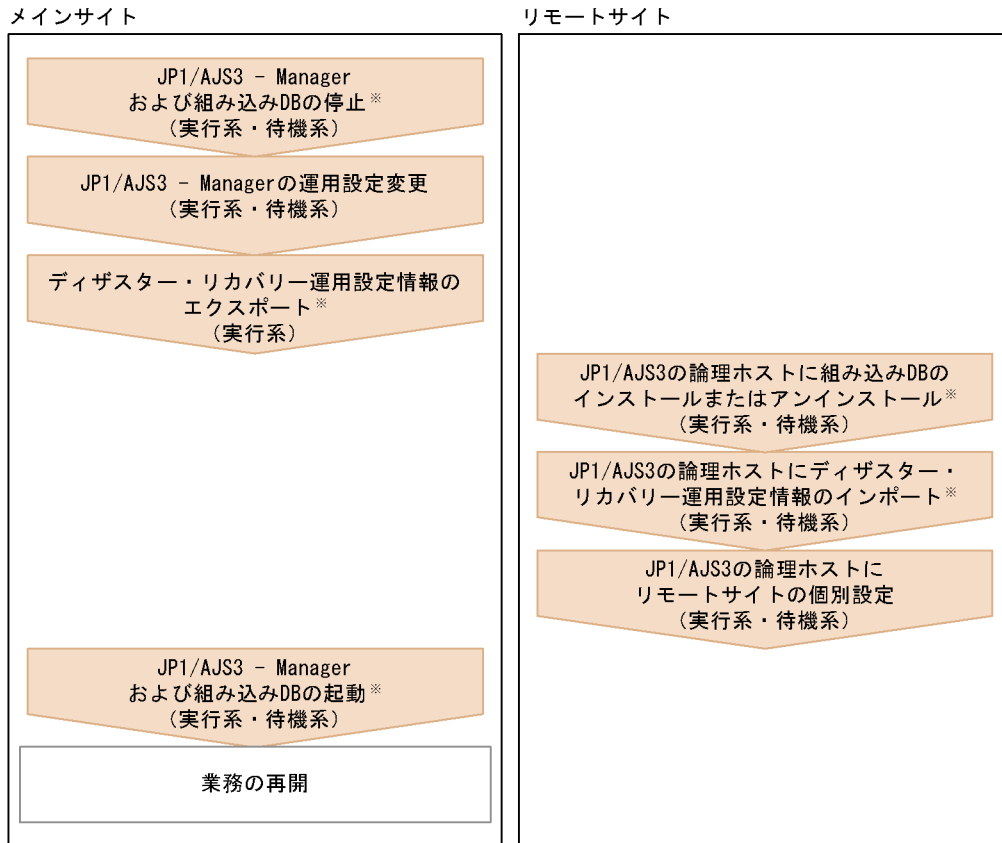 メインサイト
JP1/AJS3 - Manager
および組み込みDBの停止※
(実行系・待機系)
JP1/AJS3 - Managerの運用設定変更
(実行系・待機系)
ディザスター・リカバリー運用設定情報の
エクスポート※
(実行系)
JP1/AJS3 - Manager
および組み込みDBの起動※
(実行系・待機系)
業務の再開
リモートサイト
JP1/AJS3の論理ホストに組み込みDBの
インストールまたはアンインストール※
(実行系・待機系)
JP1/AJS3の論理ホストにディザスター・
リカバリー運用設定情報のインポート※
(実行系・待機系)
JP1/AJS3の論理ホストに
リモートサイトの個別設定
(実行系・待機系)